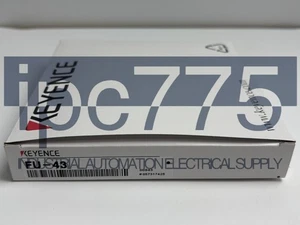 KEYENCE
ipc775
INDUSTRIAL AUTOMATION ELECTRICAL SUPPLY
KEYENCE
FU-43